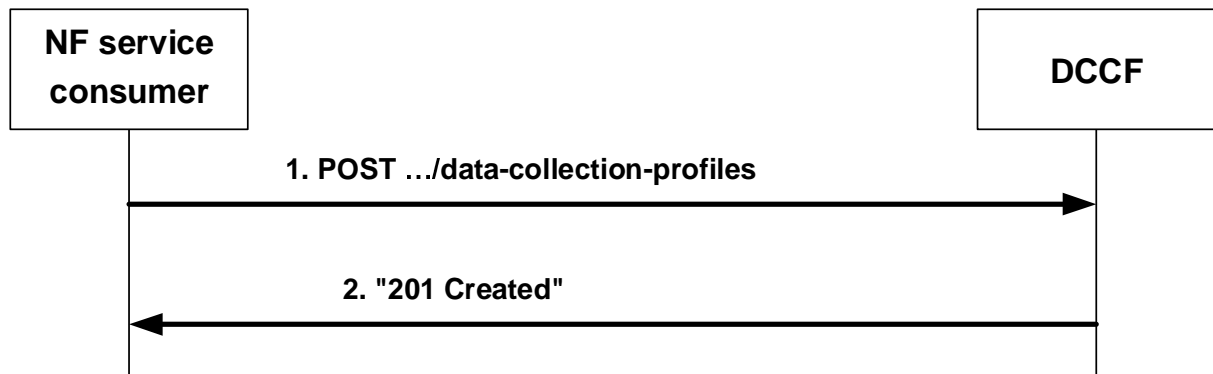 NF service
consumer
DCCF
1. POST …/data-collection-profiles
2. "201 Created"